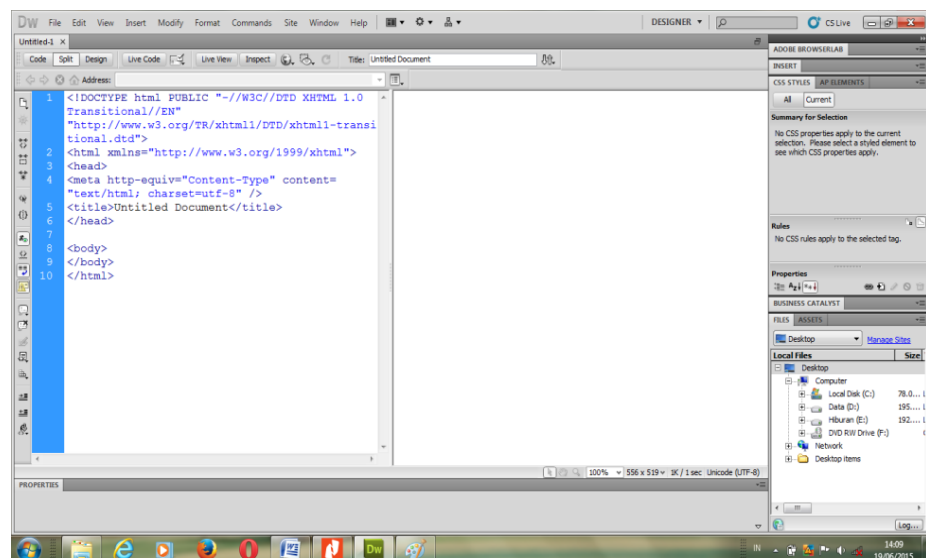 DW File Edit View Insert Modify Format Commands Site Window Help DESIGNER CS Live
Untitled-1 ×
Code Split Design Live Code Live View Inspect Title: Untitled Document
Address:
1 <!DOCTYPE html PUBLIC "-//W3C//DTD XHTML 1.0
Transitional//EN"
"http://www.w3.org/TR/xhtml1/DTD/xhtml1-transi
tional.dtd">
2 <html xmlns="http://www.w3.org/1999/xhtml">
3 <head>
4 <meta http-equiv="Content-Type" content=
"text/html; charset=utf-8" />
5 <title>Untitled Document</title>
6 </head>
7
8 <body>
9 </body>
10 </html>
100% 556 x 519 1K / 1 sec Unicode (UTF-8)
PROPERTIES
ADOBE BROWSERLAB
INSERT
CSS STYLES AP ELEMENTS
All Current
Summary for Selection
No CSS properties apply to the current
selection. Please select a styled element to
see which CSS properties apply.
Rules
No CSS rules apply to the selected tag.
Properties
BUSINESS CATALYST
FILES ASSETS
Desktop Manage Sites
Local Files Size
Desktop
Computer
Local Disk (C:) 78.0...
Data (D:) 195....
Hiburan (E:) 192....
DVD RW Drive (F:)
Network
Desktop items
Log...
Dw
IN 14:09
19/06/2015